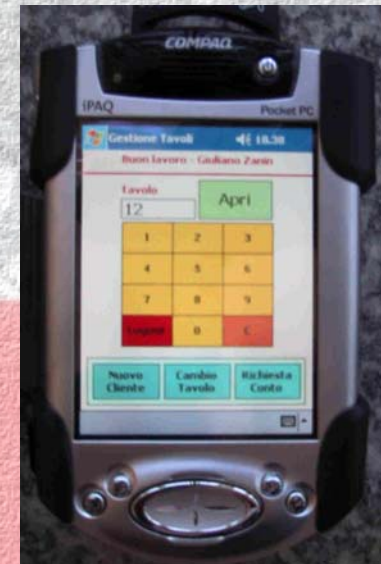 COMPAQ
iPAQ Pocket PC
Gestione Tavoli 18.38
Buon lavoro - Giuliano Zanin
Tavolo
12
Apri
1 2 3
4 5 6
7 8 9
Logout 0 C
Nuovo Cliente
Cambio Tavolo
Richiesta Conto